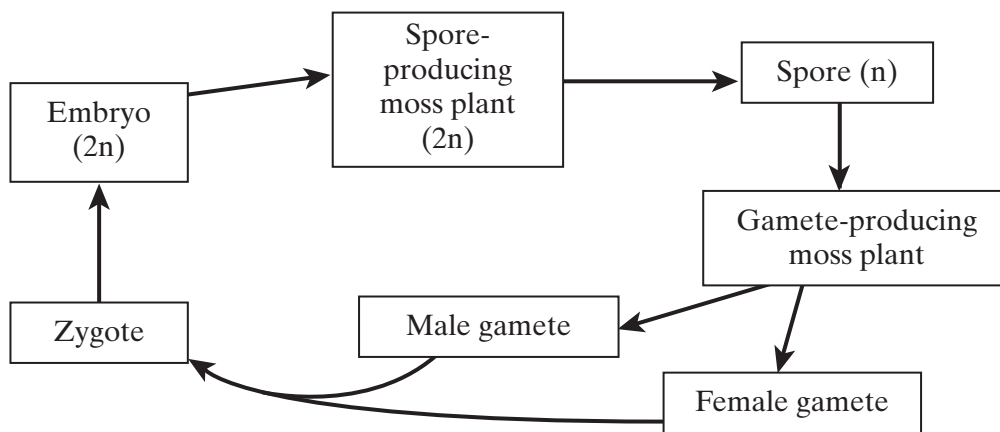 Embryo
(2n)
Spore-
producing
moss plant
(2n)
Spore (n)
Gamete-producing
moss plant
Male gamete
Female gamete
Zygote